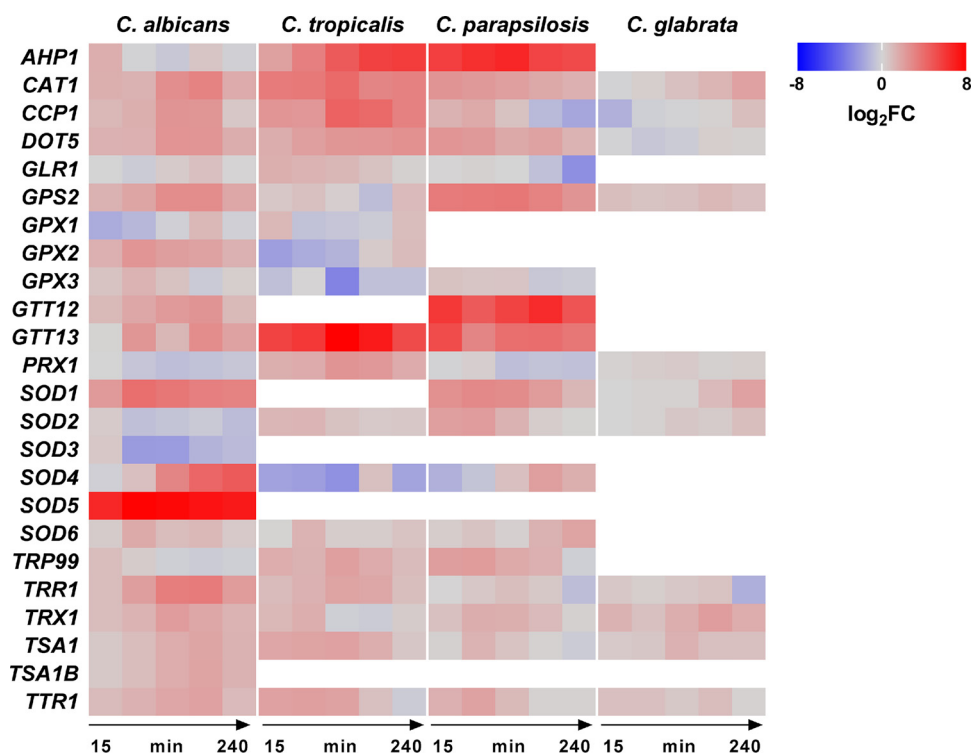 C. albicans C. tropicalis C. parapsilosis C. glabrata
AHP1
CAT1
CCP1
DOT5
GLR1
GPS2
GPX1
GPX2
GPX3
GTT12
GTT13
PRX1
SOD1
SOD2
SOD3
SOD4
SOD5
SOD6
TRP99
TRR1
TRX1
TSA1
TSA1B
TTR1
15 min 240 15 min 240 15 min 240 15 min 240
-8 0 8
log₂FC